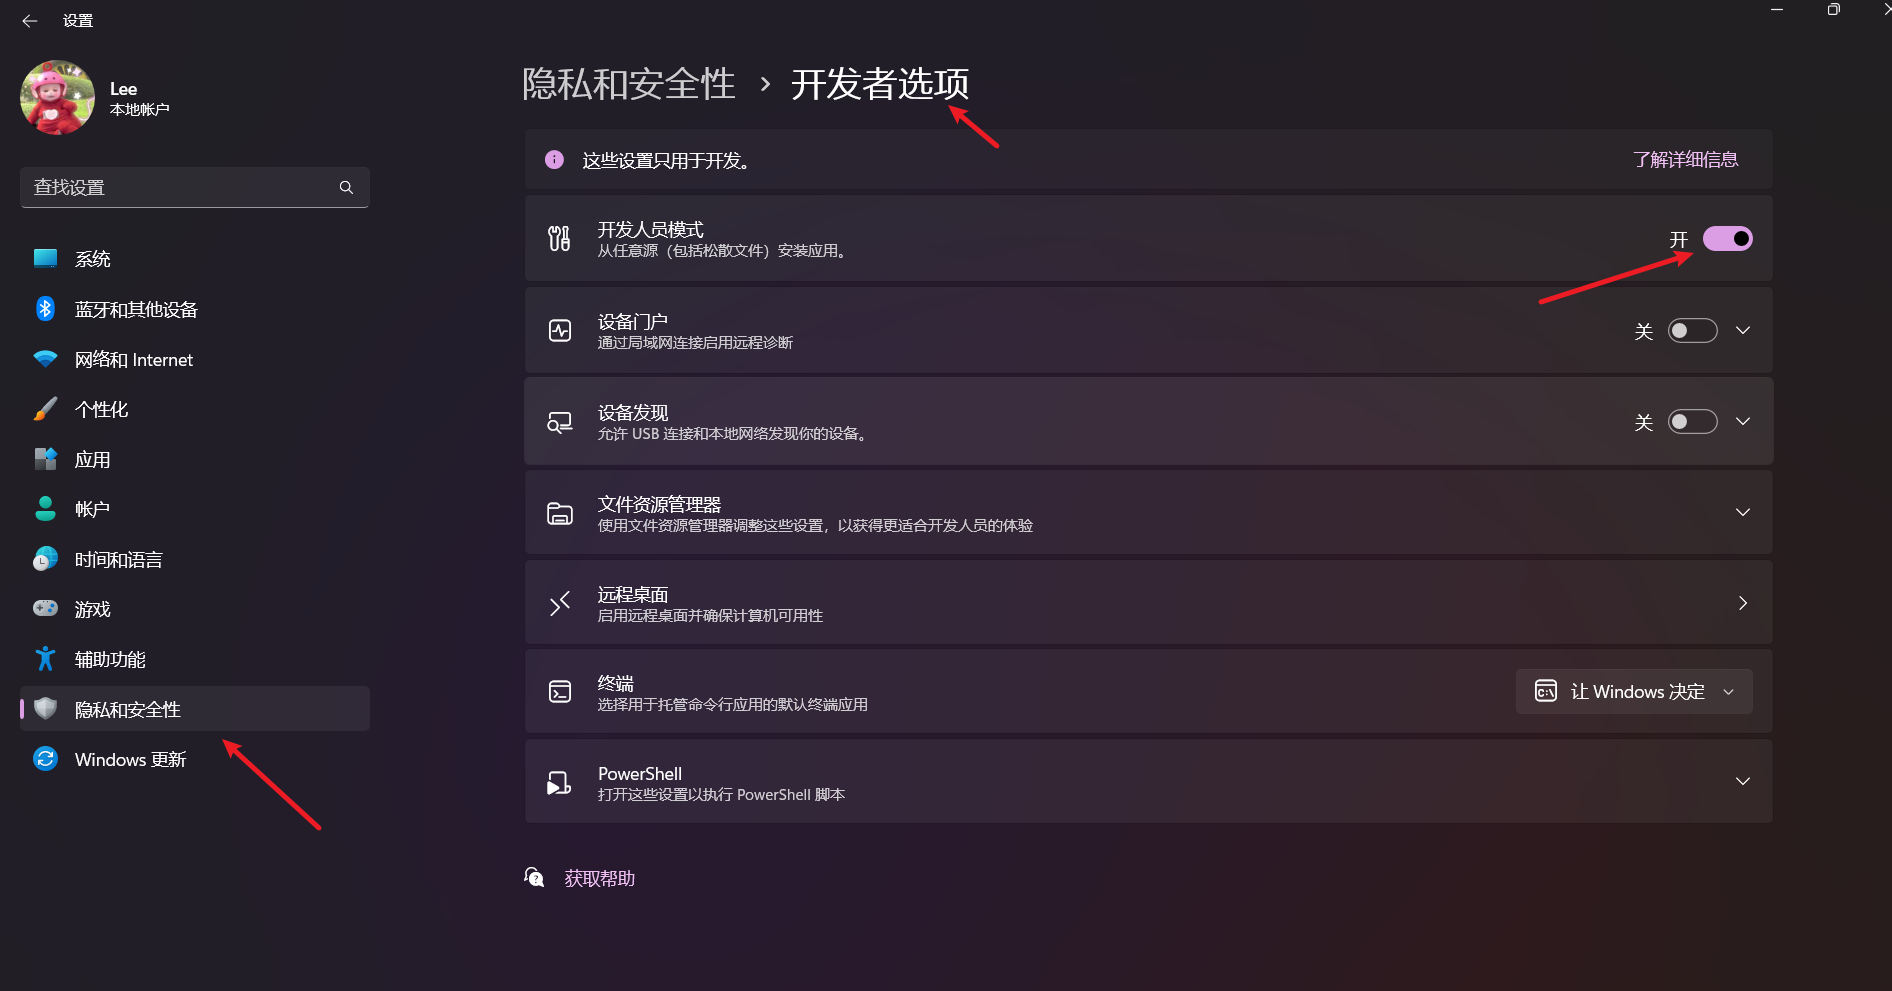 设置
Lee
本地帐户
查找设置
系统
蓝牙和其他设备
网络和 Internet
个性化
应用
帐户
时间和语言
游戏
辅助功能
隐私和安全性
Windows 更新
隐私和安全性 › 开发者选项
这些设置只用于开发。
了解详细信息
开发人员模式
从任意源（包括松散文件）安装应用。
开
设备门户
通过局域网连接启用远程诊断
关
设备发现
允许 USB 连接和本地网络发现你的设备。
关
文件资源管理器
使用文件资源管理器调整这些设置，以获得更适合开发人员的体验
远程桌面
启用远程桌面并确保计算机可用性
终端
选择用于托管命令行应用的默认终端应用
让 Windows 决定
PowerShell
打开这些设置以执行 PowerShell 脚本
获取帮助